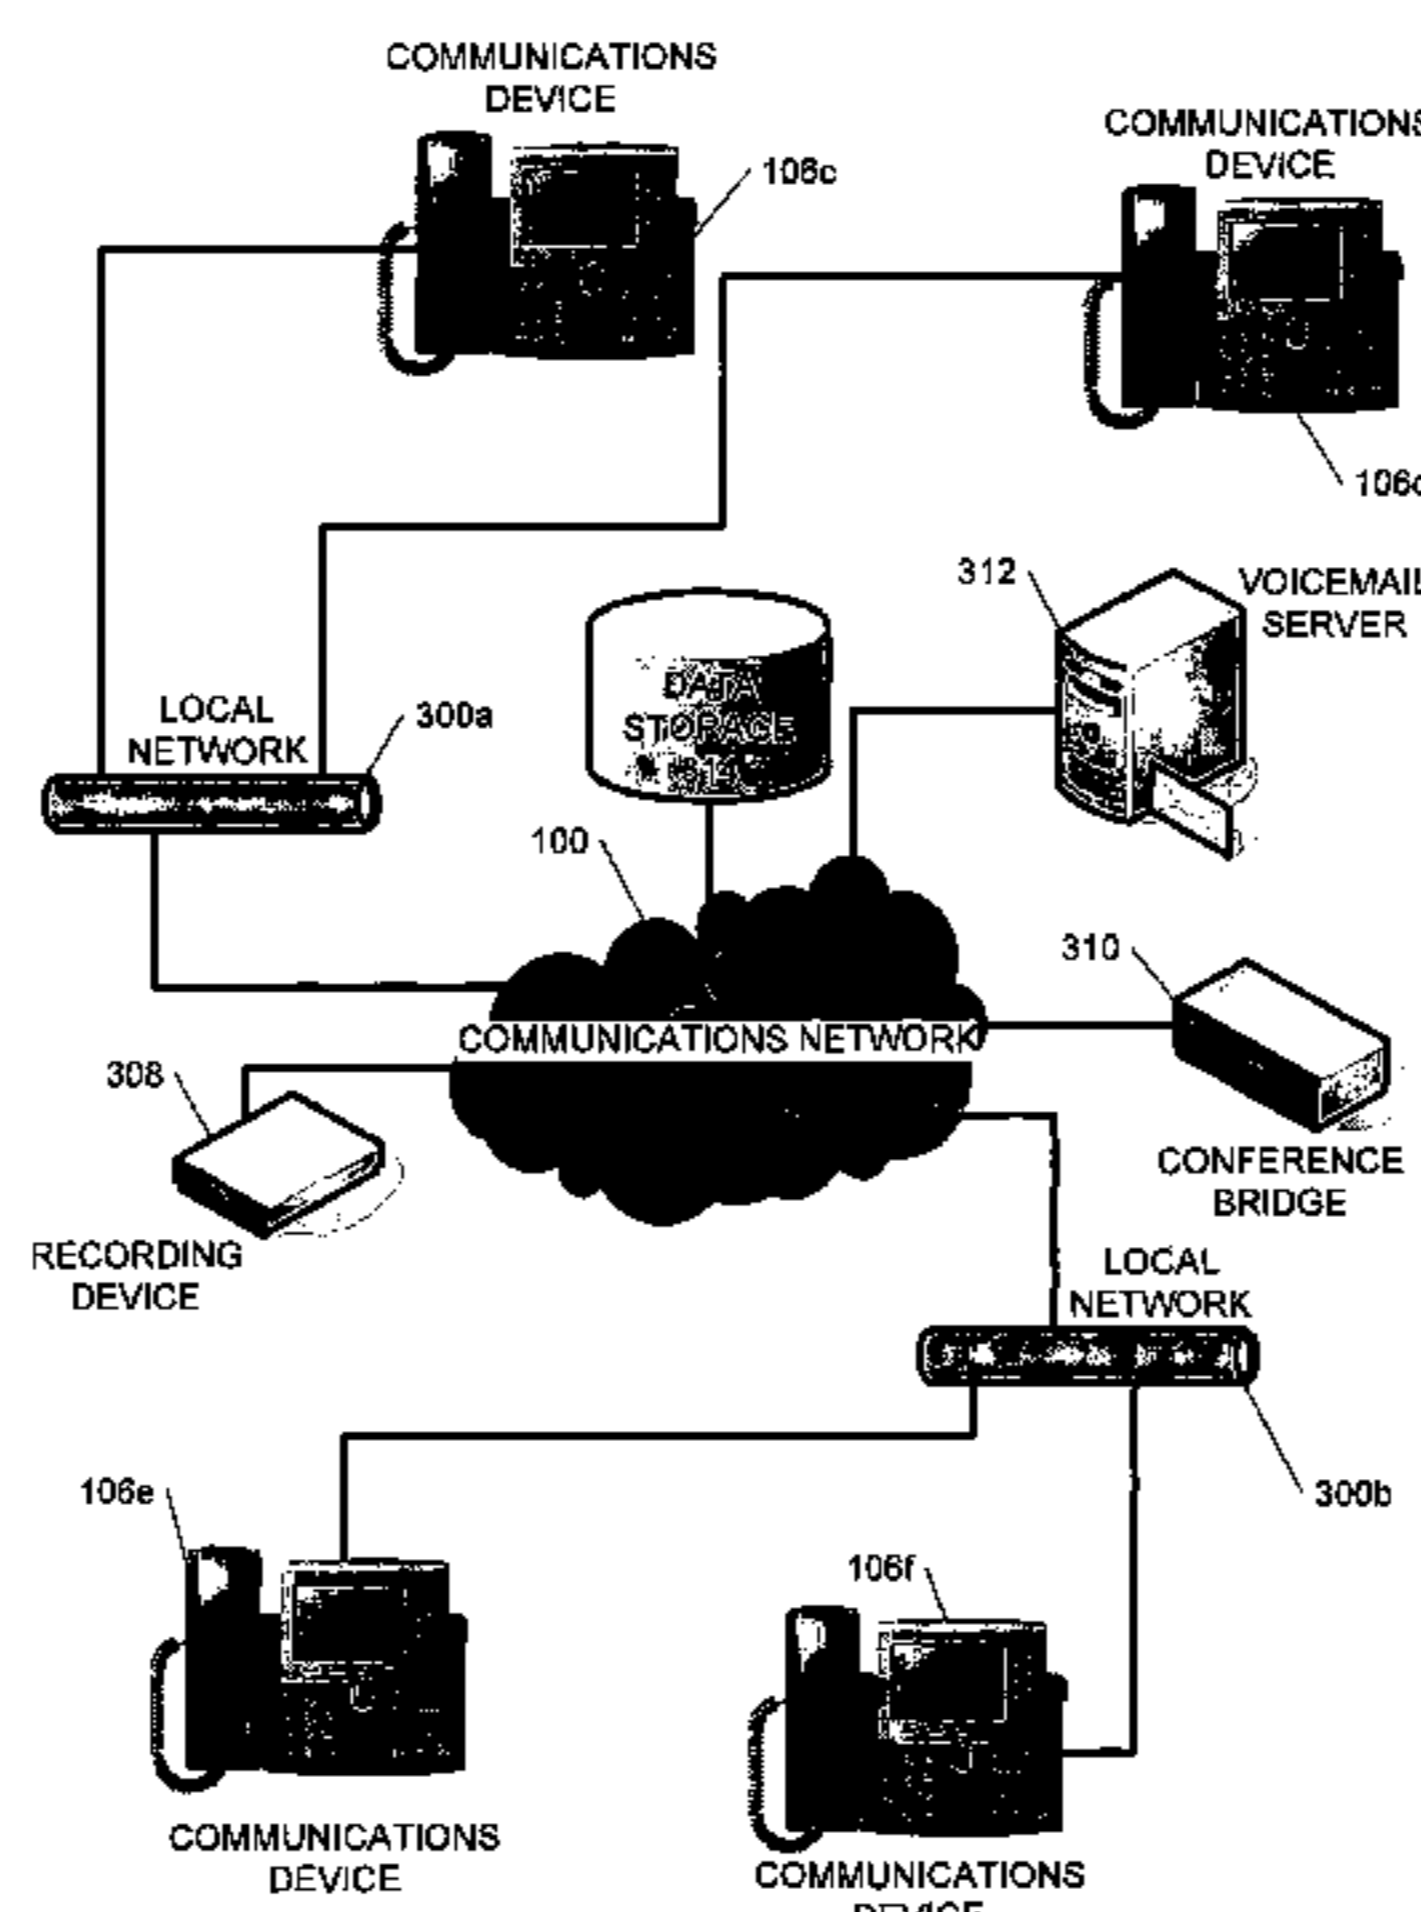 COMMUNICATIONS
DEVICE
106c
COMMUNICATIONS
DEVICE
312
VOICEMAIL
SERVER
LOCAL
NETWORK
300a
DATA
STORAGE
100
310
COMMUNICATIONS NETWORK
308
CONFERENCE
BRIDGE
RECORDING
DEVICE
LOCAL
NETWORK
300b
106e
106f
COMMUNICATIONS
DEVICE
COMMUNICATIONS
DEVICE